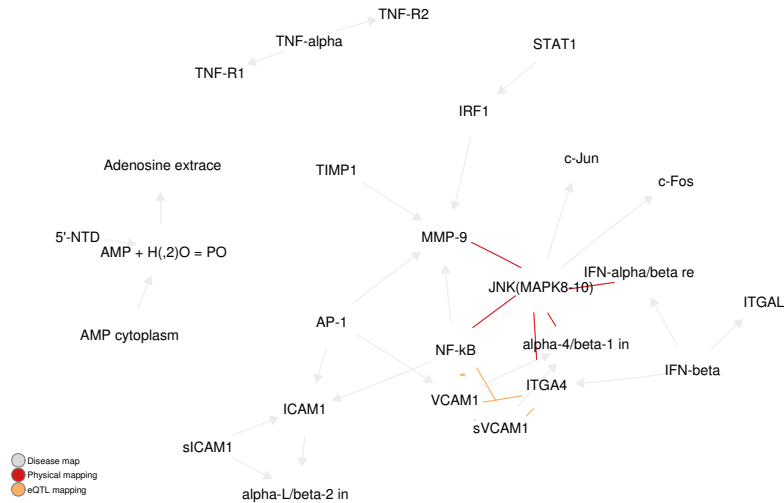 TNF-R2
TNF-alpha
STAT1
TNF-R1
IRF1
Adenosine extrace
TIMP1
c-Jun
c-Fos
5'-NTD
AMP + H(,2)O = PO
MMP-9
IFN-alpha/beta re
JNK(MAPK8-10)
ITGAL
AP-1
AMP cytoplasm
NF-kB
alpha-4/beta-1 in
IFN-beta
ITGA4
VCAM1
ICAM1
sVCAM1
sICAM1
alpha-L/beta-2 in
Disease map
Physical mapping
eQTL mapping